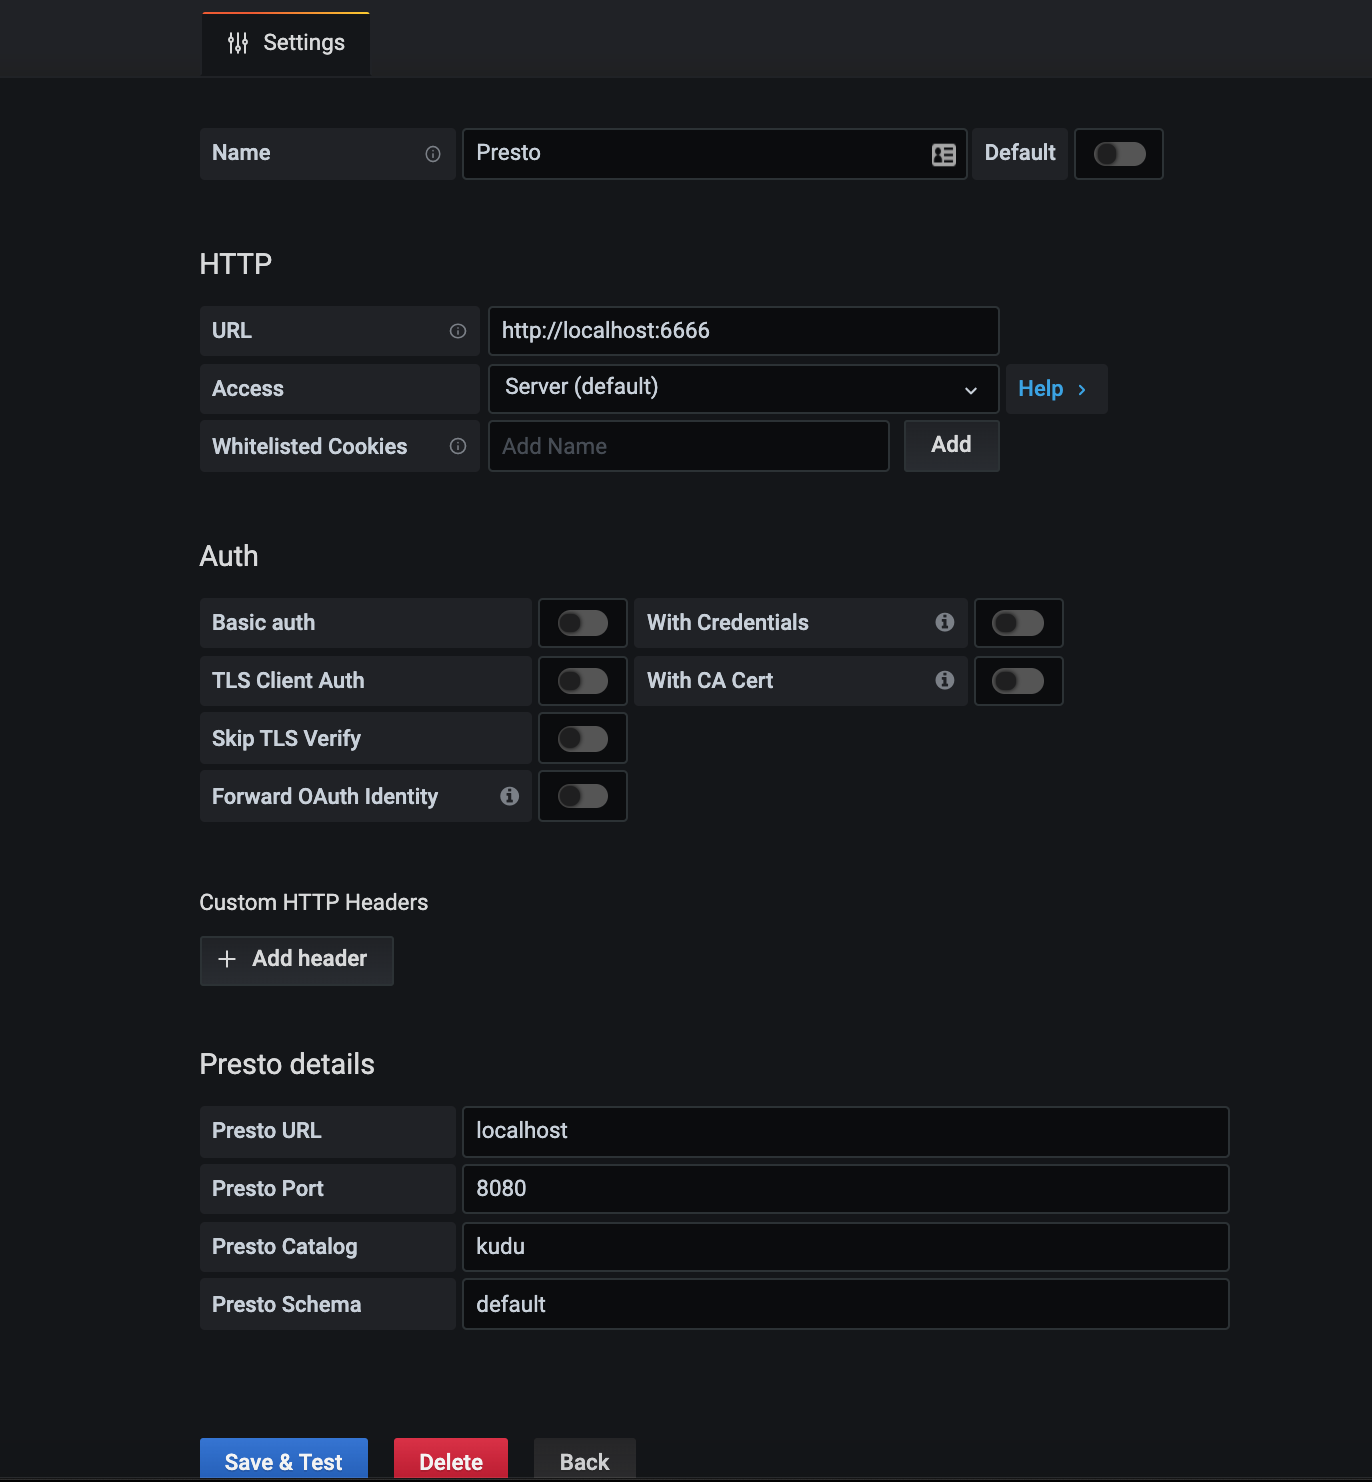 Settings
Name Presto Default
HTTP
URL http://localhost:6666
Access Server (default) Help
Whitelisted Cookies Add Name Add
Auth
Basic auth With Credentials
TLS Client Auth With CA Cert
Skip TLS Verify
Forward OAuth Identity
Custom HTTP Headers
+ Add header
Presto details
Presto URL localhost
Presto Port 8080
Presto Catalog kudu
Presto Schema default
Save & Test Delete Back